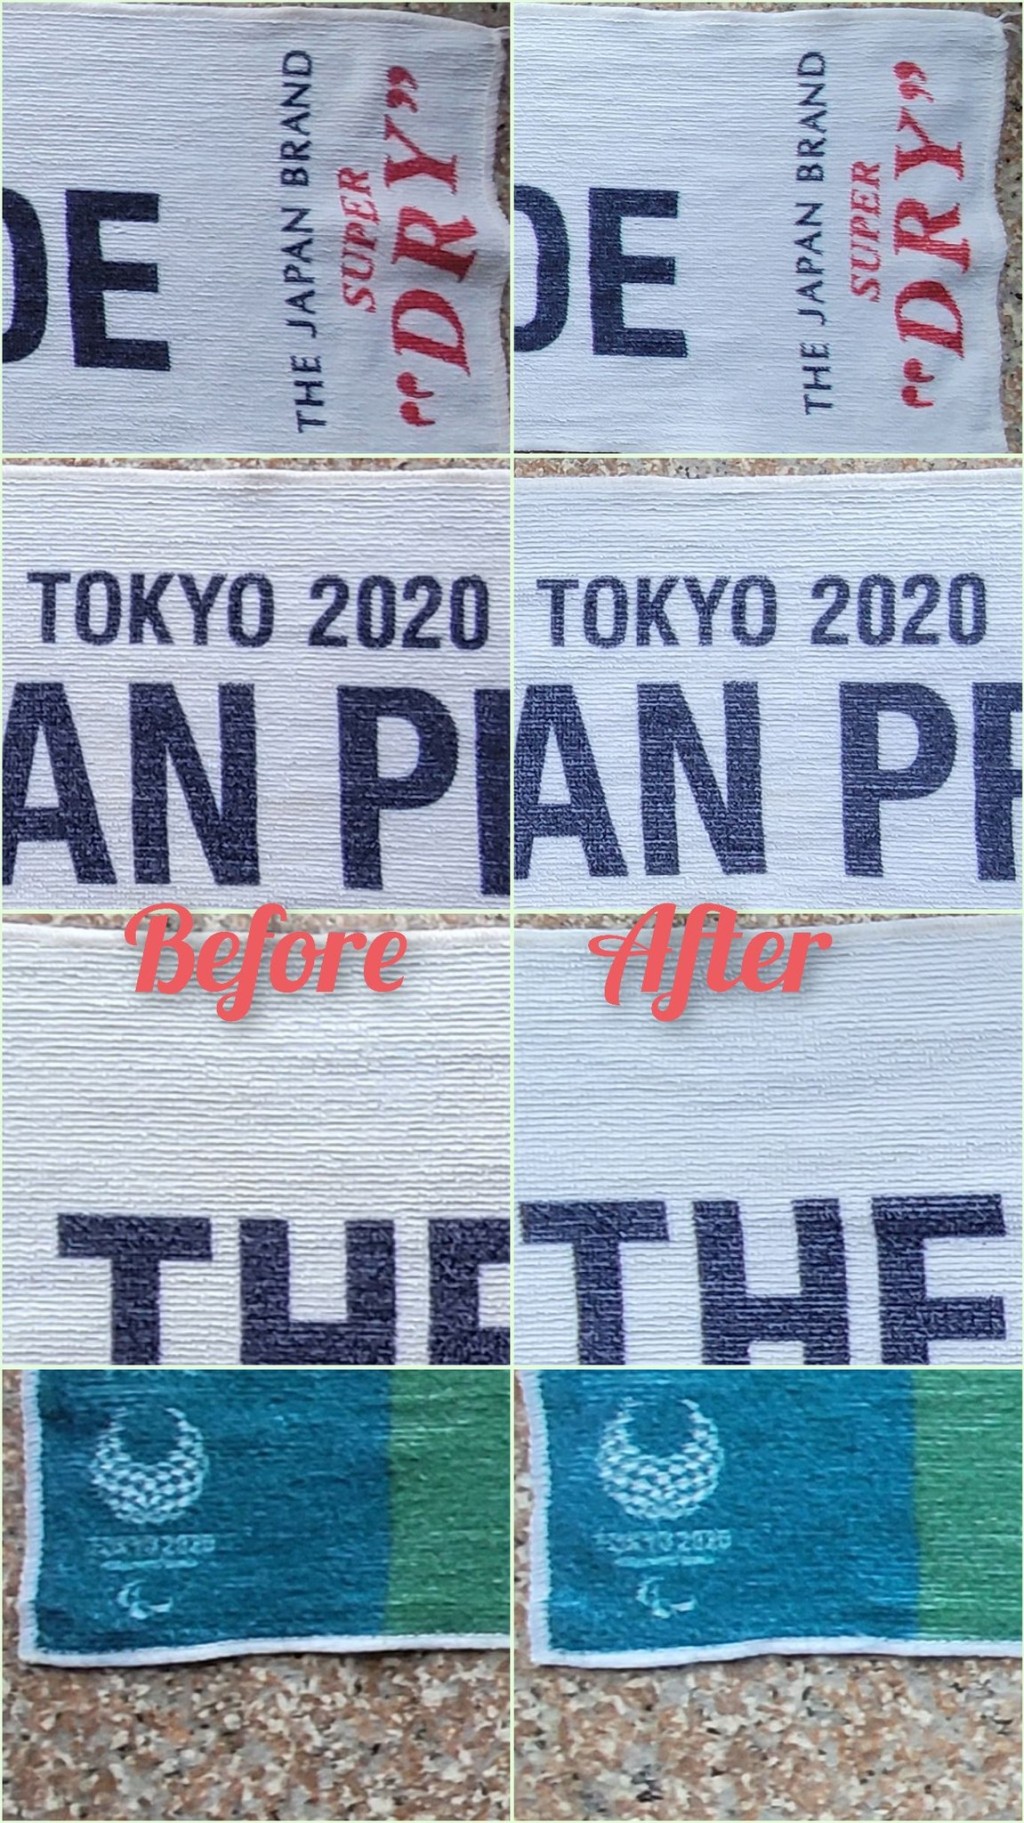 DE
THE JAPAN BRAND
SUPER
“DRY”
DE
THE JAPAN BRAND
SUPER
“DRY”
TOKYO 2020
AN P
TOKYO 2020
AN PR
Before
After
THE
THE
TOKYO 2020
TOKYO 2020